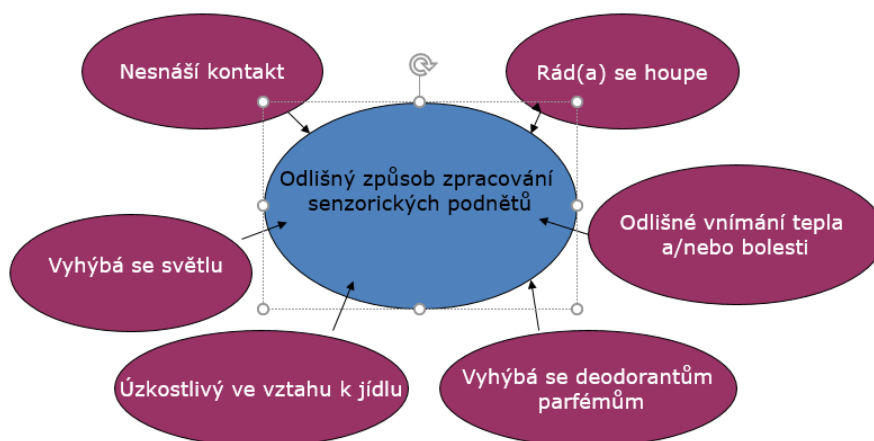 Nesnáší kontakt
Rád(a) se houpe
Odlišný způsob zpracování
senzorických podnětů
Odlišné vnímání tepla
a/nebo bolesti
Vyhýbá se světlu
Úzkostlivý ve vztahu k jídlu
Vyhýbá se deodorantům
parfémům